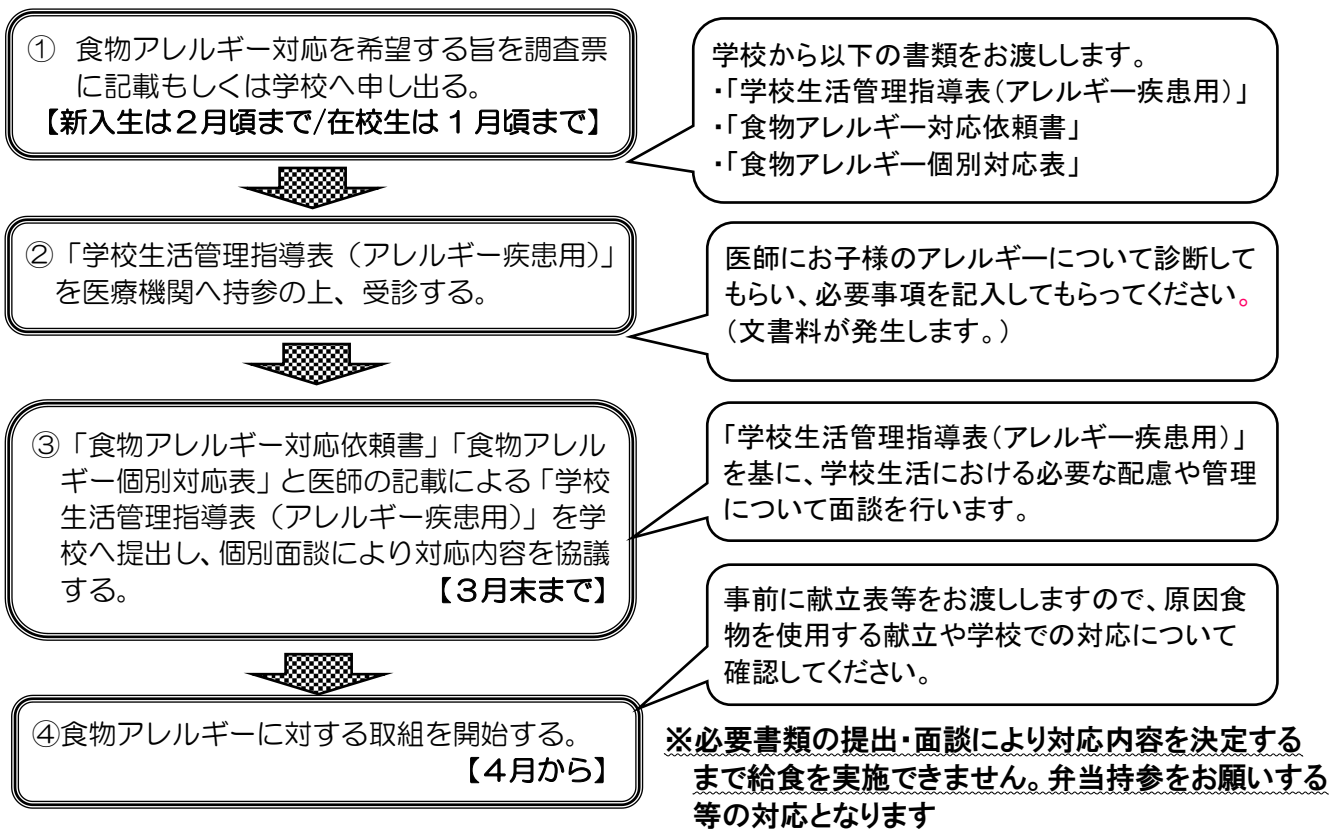 ① 食物アレルギー対応を希望する旨を調査票
に記載もしくは学校へ申し出る。
【新入生は２月頃まで/在校生は１月頃まで】
学校から以下の書類をお渡しします。
・「学校生活管理指導表（アレルギー疾患用）」
・「食物アレルギー対応依頼書」
・「食物アレルギー個別対応表」
②「学校生活管理指導表（アレルギー疾患用）」
を医療機関へ持参の上、受診する。
医師にお子様のアレルギーについて診断して
もらい、必要事項を記入してもらってください。
（文書料が発生します。）
③「食物アレルギー対応依頼書」「食物アレル
ギー個別対応表」と医師の記載による「学校
生活管理指導表（アレルギー疾患用）」を学
校へ提出し、個別面談により対応内容を協議
する。 【３月末まで】
「学校生活管理指導表（アレルギー疾患用）」
を基に、学校生活における必要な配慮や管理
について面談を行います。
事前に献立表等をお渡ししますので、原因食
物を使用する献立や学校での対応について
確認してください。
④食物アレルギーに対する取組を開始する。
【４月から】
※必要書類の提出・面談により対応内容を決定する
まで給食を実施できません。弁当持参をお願いする
等の対応となります